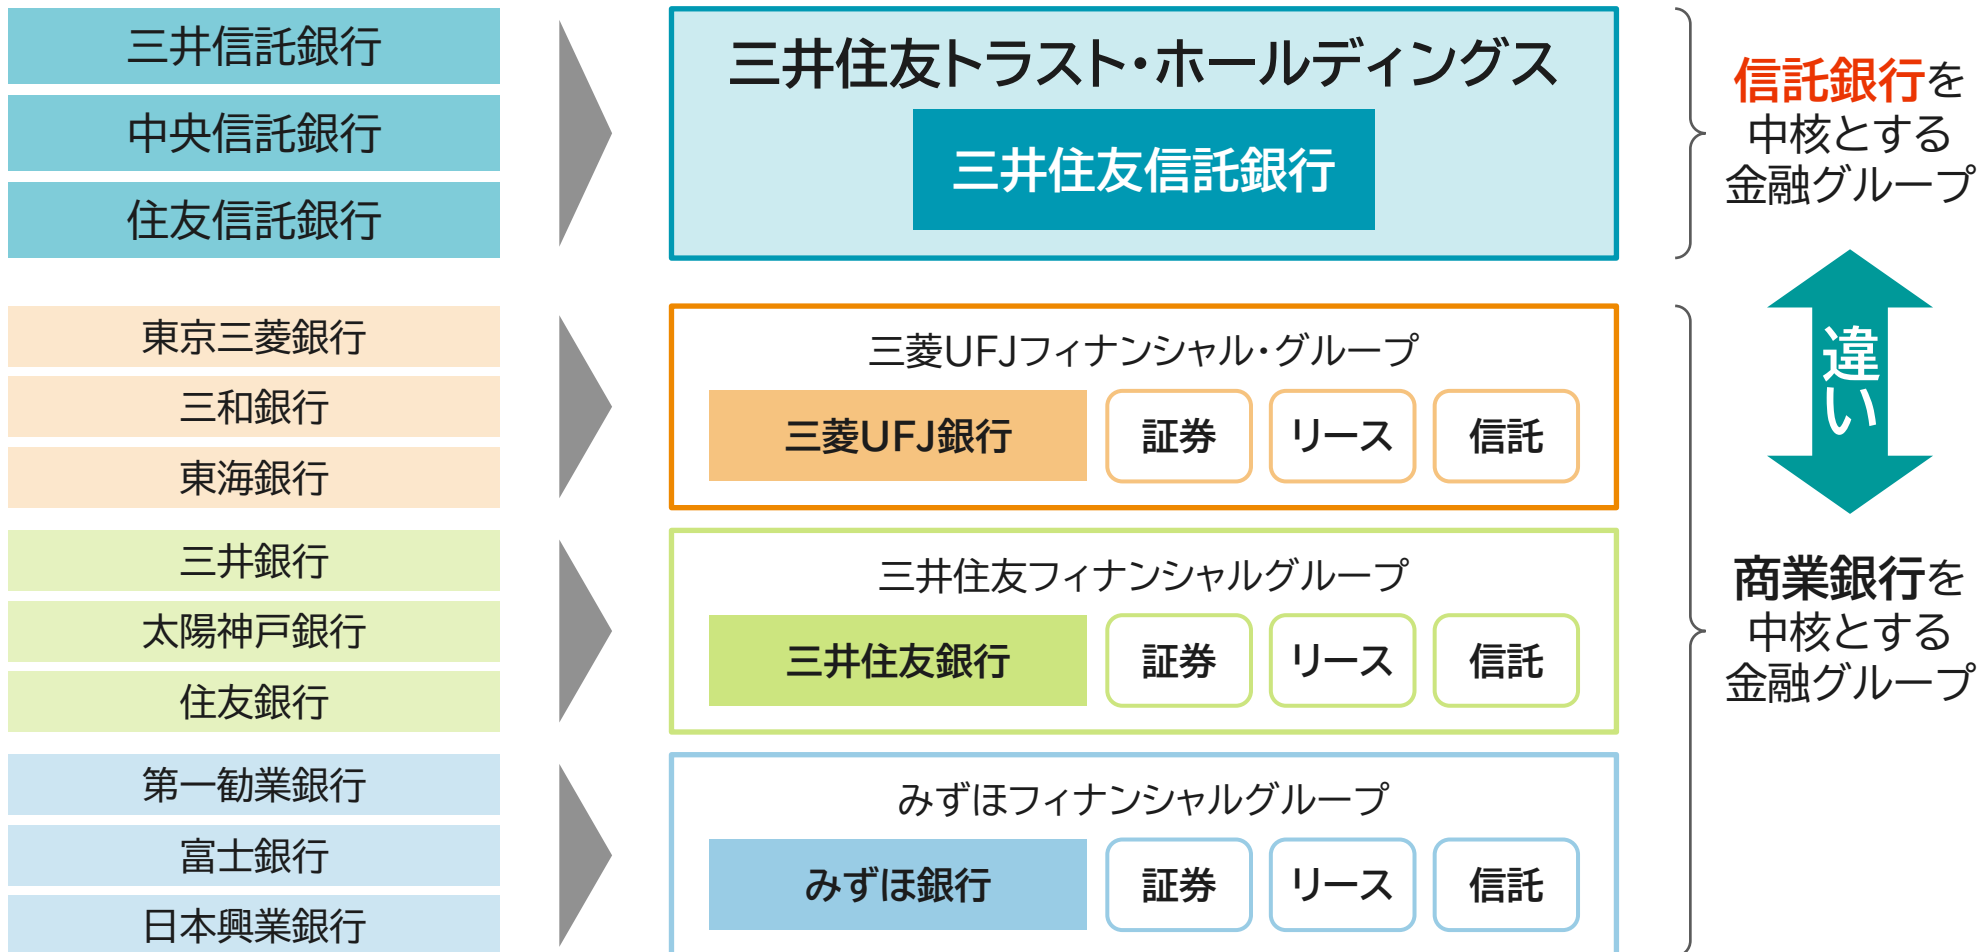 三井信託銀行
中央信託銀行
住友信託銀行
三井住友トラスト・ホールディングス
三井住友信託銀行
信託銀行を
中核とする
金融グループ
違い
東京三菱銀行
三和銀行
東海銀行
三菱UFJフィナンシャル・グループ
三菱UFJ銀行
証券
リース
信託
三井銀行
太陽神戸銀行
住友銀行
三井住友フィナンシャルグループ
三井住友銀行
証券
リース
信託
商業銀行を
中核とする
金融グループ
第一勧業銀行
富士銀行
日本興業銀行
みずほフィナンシャルグループ
みずほ銀行
証券
リース
信託